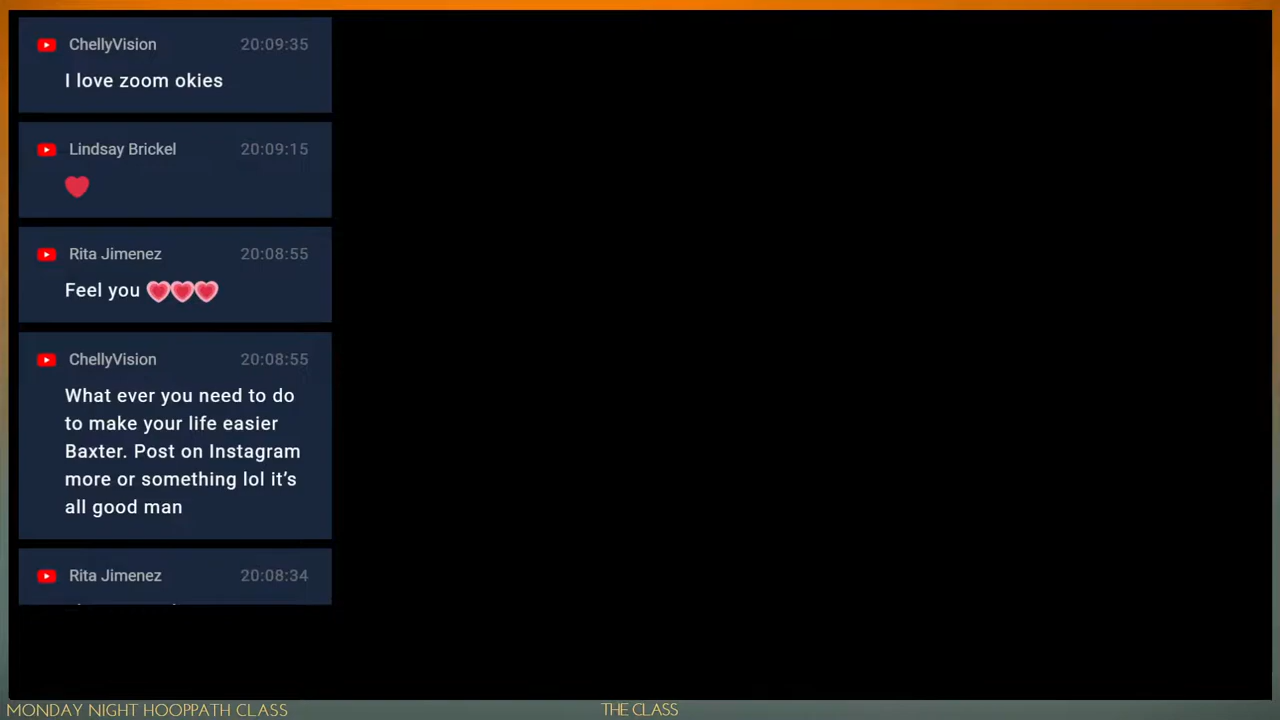 ChellyVision 20:09:35
I love zoom okies
Lindsay Brickel 20:09:15
❤️
Rita Jimenez 20:08:55
Feel you 💗💗💗
ChellyVision 20:08:55
What ever you need to do
to make your life easier
Baxter. Post on Instagram
more or something lol it’s
all good man
Rita Jimenez 20:08:34
MONDAY NIGHT HOOPPATH CLASS
THE CLASS